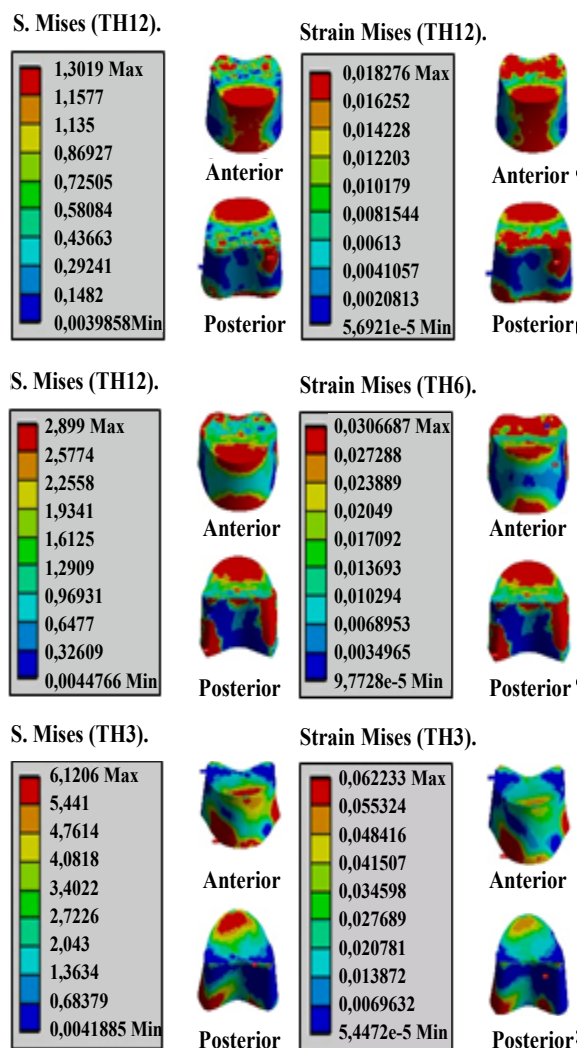 S. Mises (TH12).
1,3019 Max
1,1577
1,135
0,86927
0,72505
0,58084
0,43663
0,29241
0,1482
0,0039858Min
Anterior
Posterior
Strain Mises (TH12).
0,018276 Max
0,016252
0,014228
0,012203
0,010179
0,0081544
0,00613
0,0041057
0,0020813
5,6921e-5 Min
Anterior
Posterior
S. Mises (TH12).
2,899 Max
2,5774
2,2558
1,9341
1,6125
1,2909
0,96931
0,6477
0,32609
0,0044766 Min
Anterior
Posterior
Strain Mises (TH6).
0,0306687 Max
0,027288
0,023889
0,02049
0,017092
0,013693
0,010294
0,0068953
0,0034965
9,7728e-5 Min
Anterior
Posterior
S. Mises (TH3).
6,1206 Max
5,441
4,7614
4,0818
3,4022
2,7226
2,043
1,3634
0,68379
0,0041885 Min
Anterior
Posterior
Strain Mises (TH3).
0,062233 Max
0,055324
0,048416
0,041507
0,034598
0,027689
0,020781
0,013872
0,0069632
5,4472e-5 Min
Anterior
Posterior